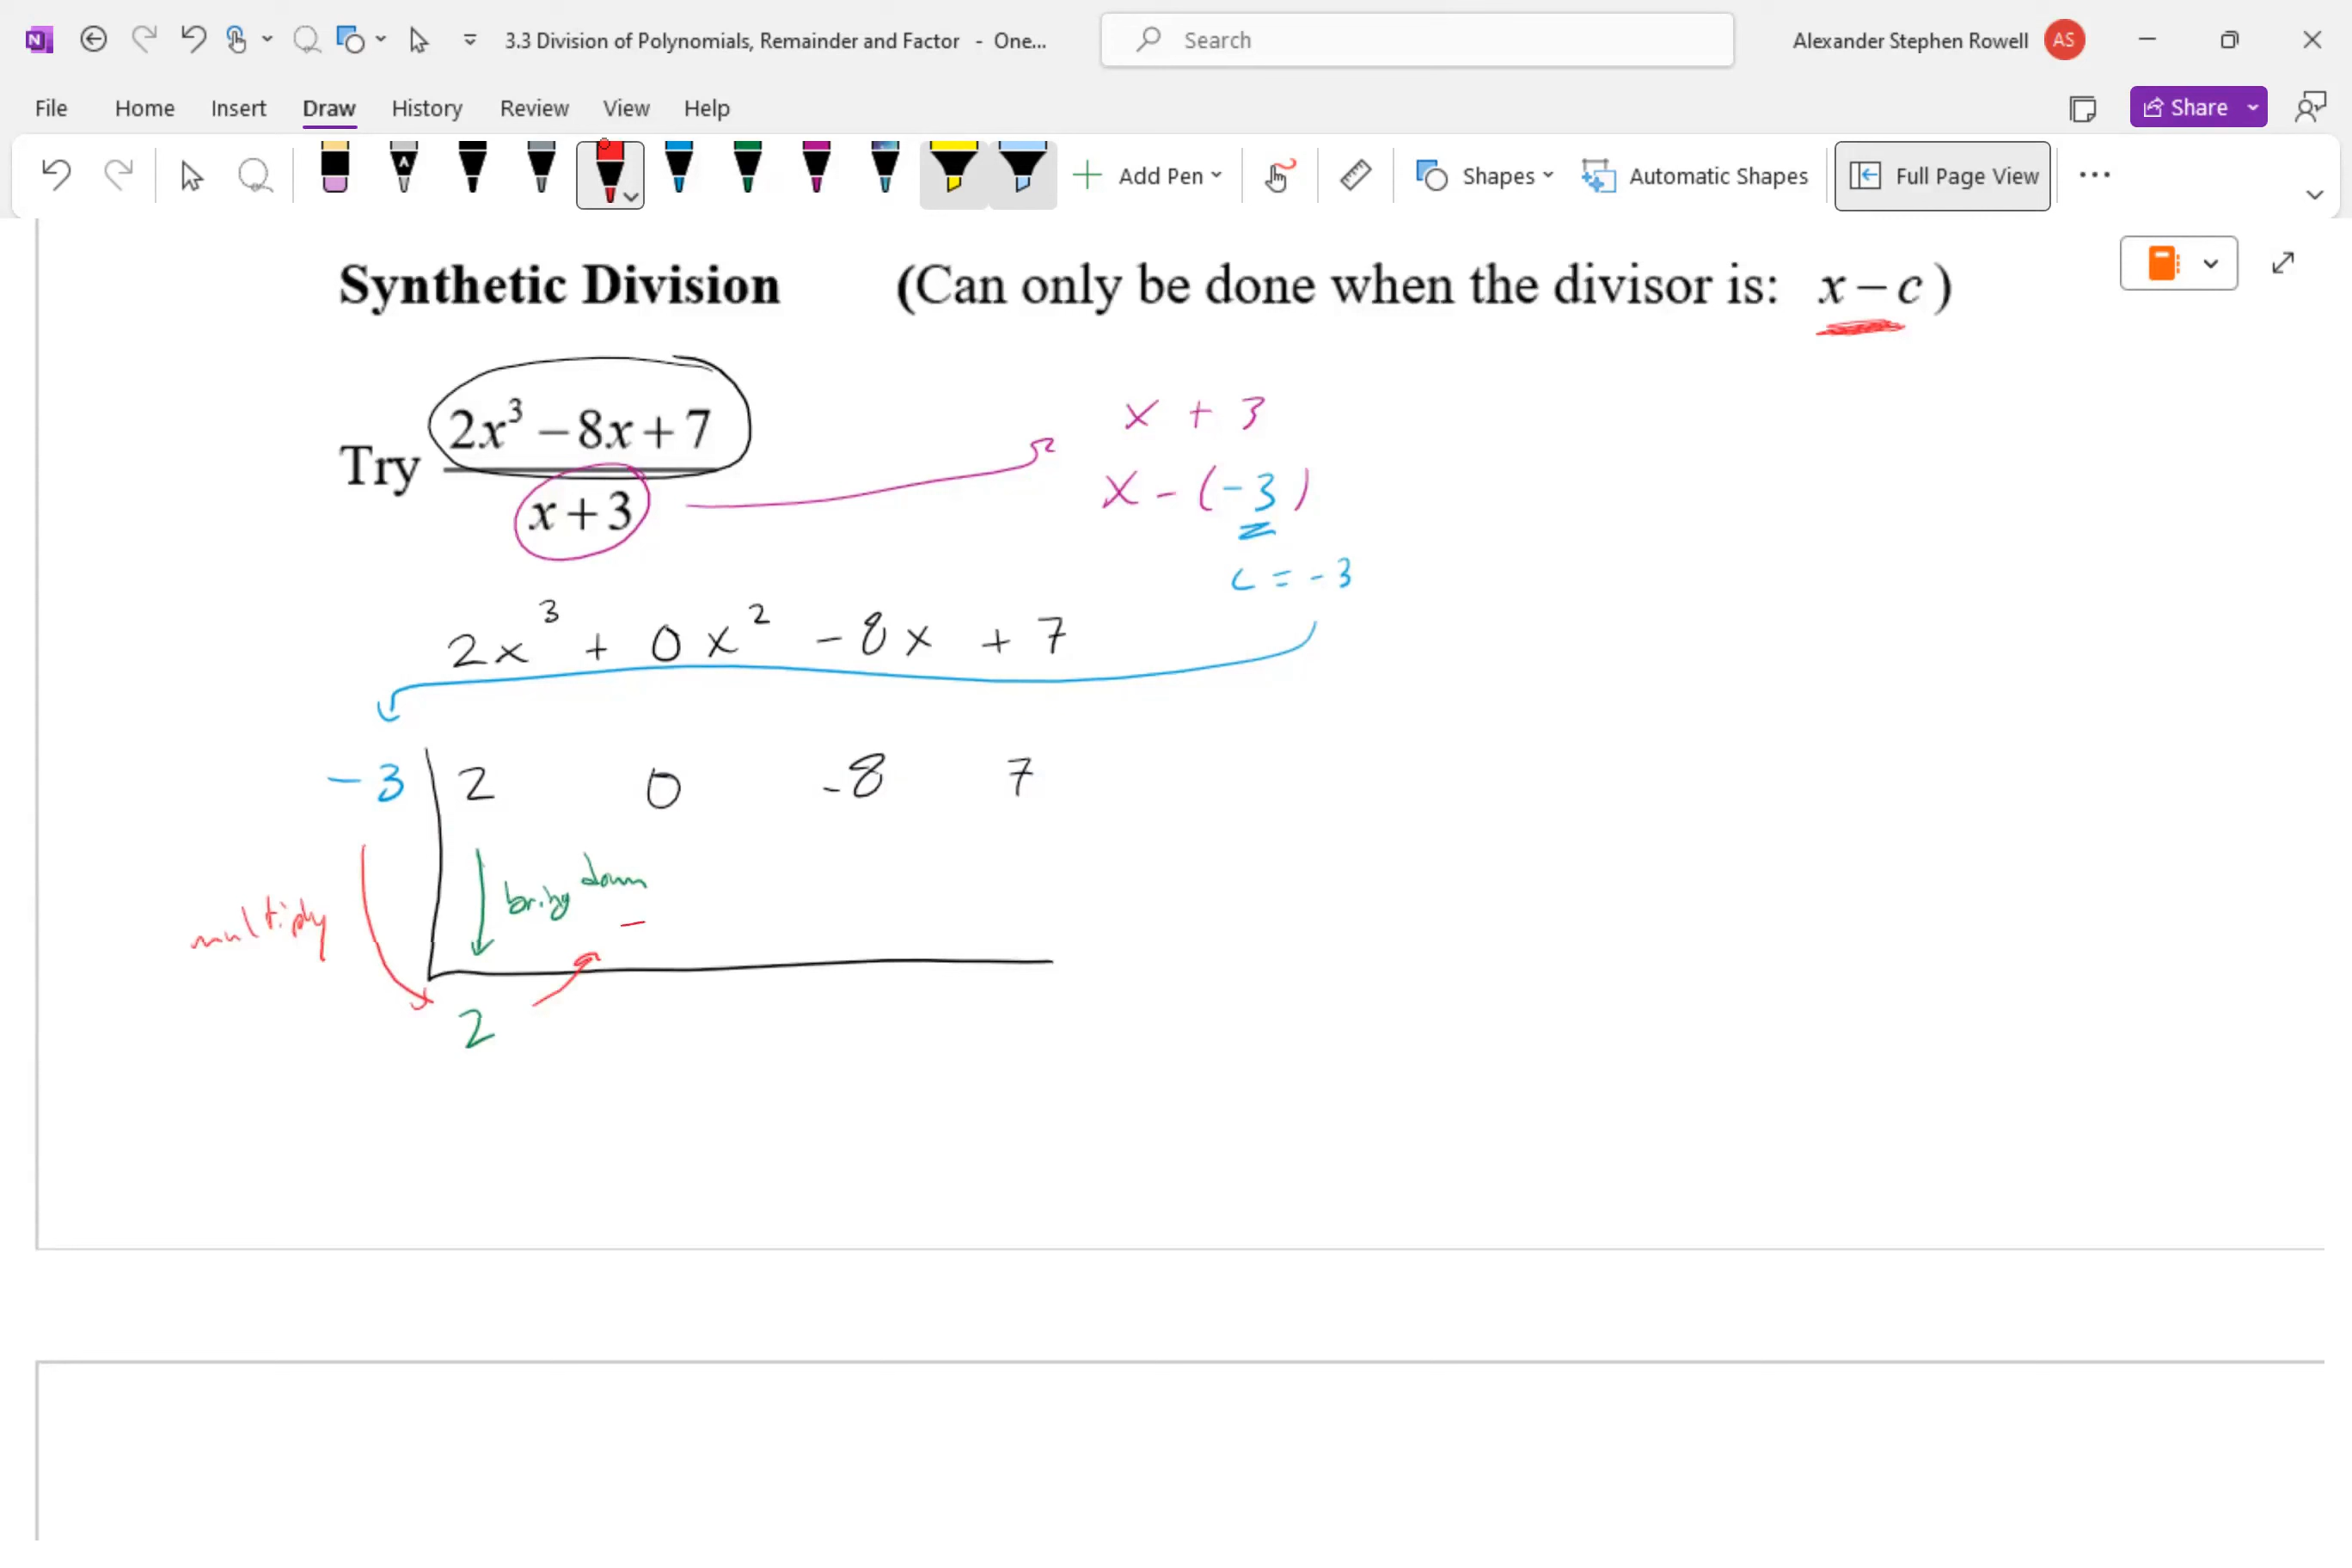 3.3 Division of Polynomials, Remainder and Factor - One...
Search
Alexander Stephen Rowell AS
File Home Insert Draw History Review View Help
Share
Add Pen Shapes Automatic Shapes Full Page View
Synthetic Division (Can only be done when the divisor is: x − c)
Try (2x³ − 8x + 7)/(x + 3)
x + 3
x - (-3)
c = -3
2x³ + 0x² - 8x + 7
-3 2 0 -8 7
bring down
multiply
-
2